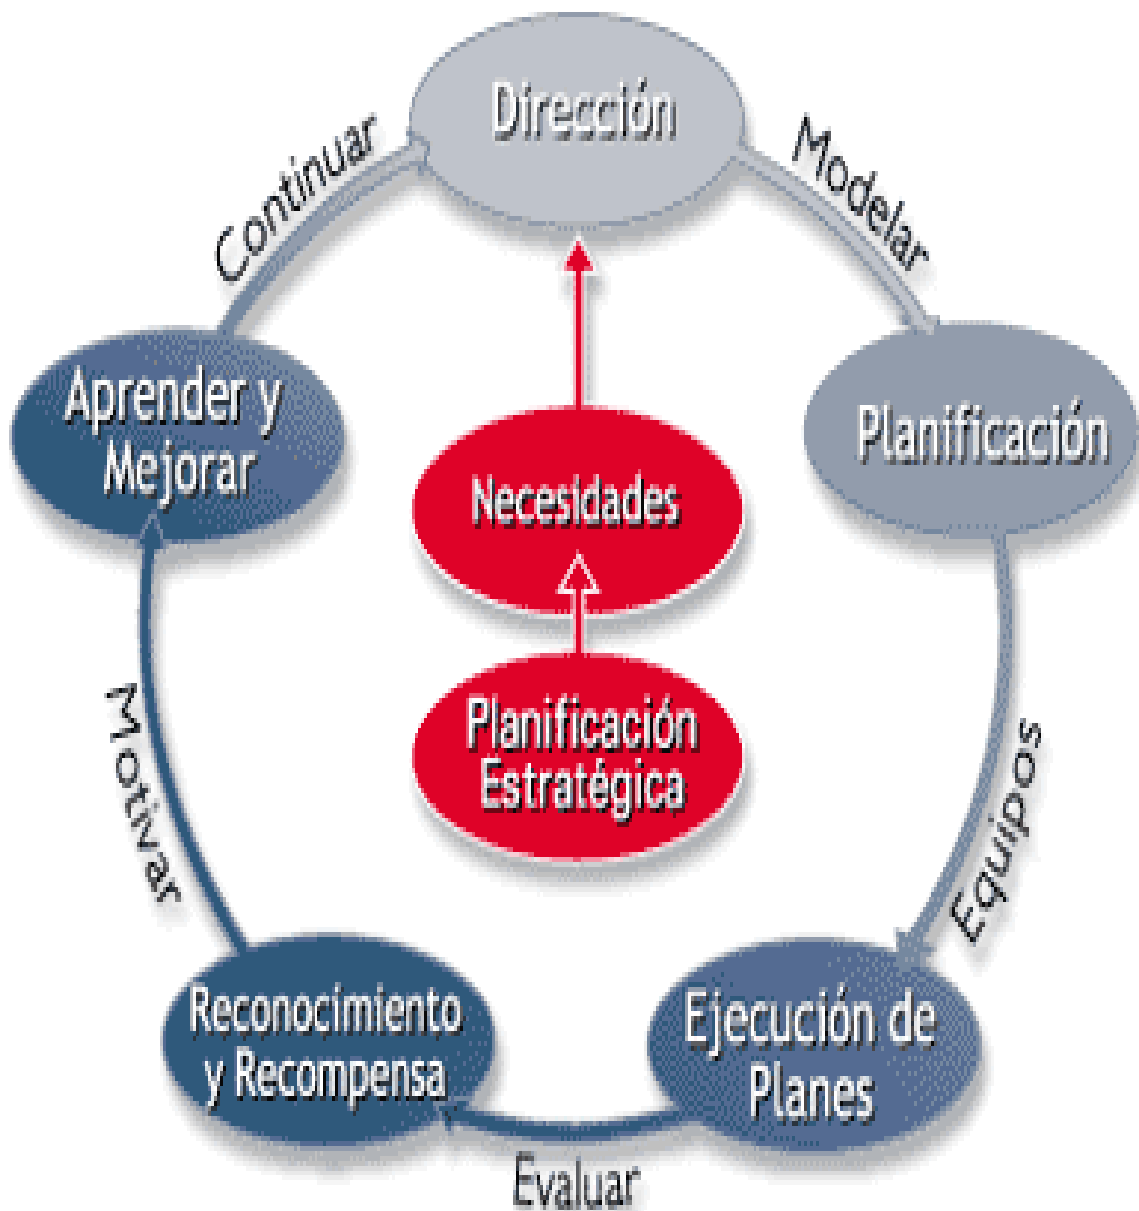 Dirección
Continuar
Modelar
Aprender y
Mejorar
Planificación
Necesidades
Planificación
Estratégica
Motivar
Equipos
Reconocimiento
y Recompensa
Ejecución de
Planes
Evaluar